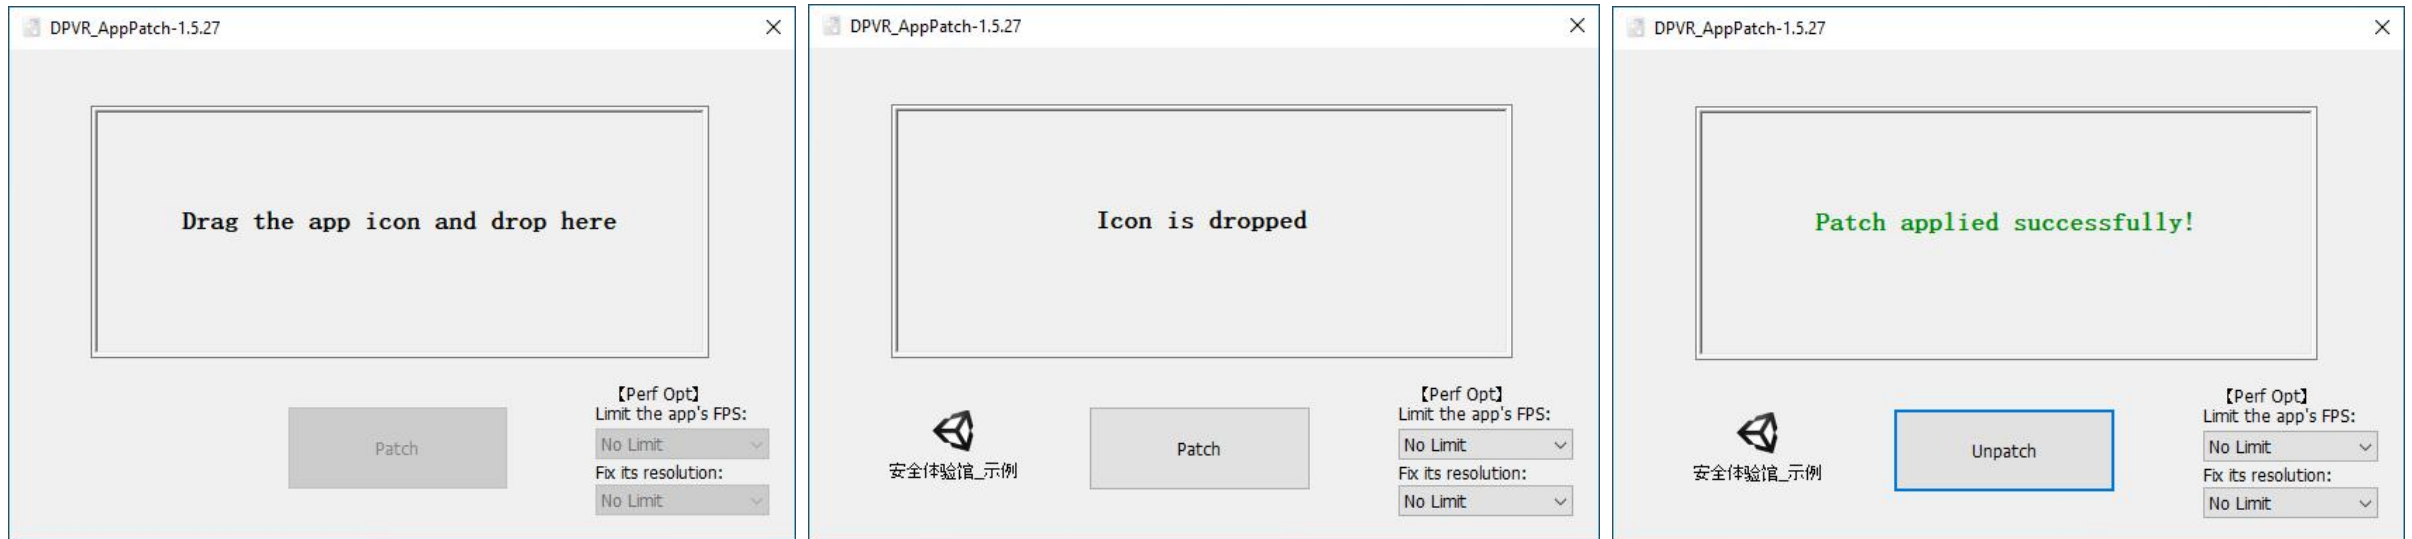 DPVR_AppPatch-1.5.27
Drag the app icon and drop here
Patch
【Perf Opt】
Limit the app's FPS:
No Limit
Fix its resolution:
No Limit
DPVR_AppPatch-1.5.27
Icon is dropped
安全体验馆_示例
Patch
【Perf Opt】
Limit the app's FPS:
No Limit
Fix its resolution:
No Limit
DPVR_AppPatch-1.5.27
Patch applied successfully!
安全体验馆_示例
Unpatch
【Perf Opt】
Limit the app's FPS:
No Limit
Fix its resolution:
No Limit